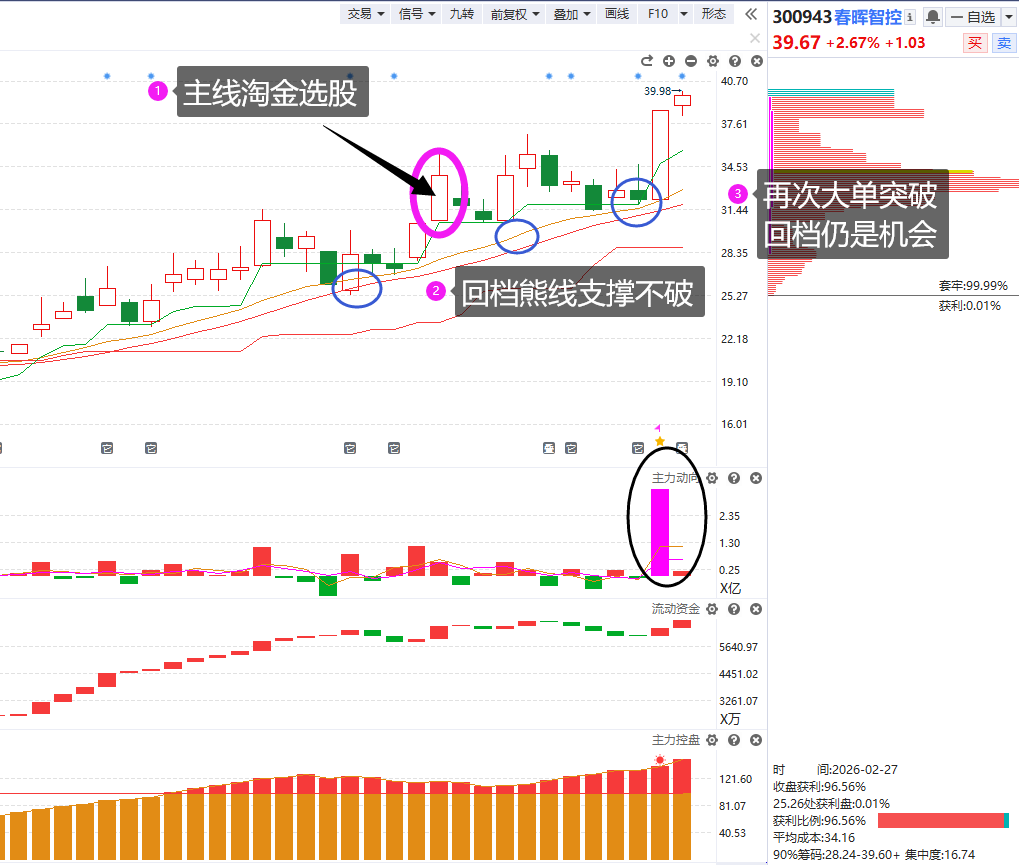 交易 信号 九转 前复权 叠加 画线 F10 形态
300943 春晖智控 自选
39.67 +2.67% +1.03 买 卖
40.70
39.98
1 主线淘金选股
37.61
34.53
3 再次大单突破
回档仍是机会
31.44
28.35
2 回档熊线支撑不破
25.27
套牢:99.99%
获利:0.01%
22.18
19.10
16.01
主力动向
2.35
1.30
0.25
X亿
流动资金
5640.97
4451.02
3261.07
X万
主力控盘
121.60
81.07
40.53
时 间:2026-02-27
收盘获利:96.56%
25.26处获利盘:0.01%
获利比例:96.56%
平均成本:34.16
90%筹码:28.24-39.60+ 集中度:16.74